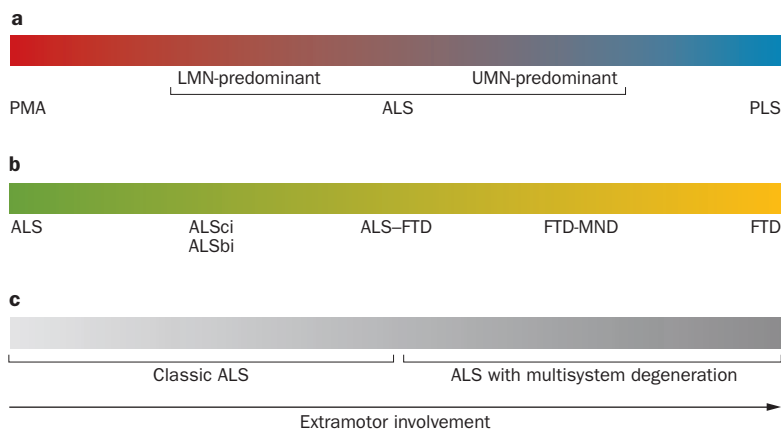 a
LMN-predominant UMN-predominant
PMA ALS PLS
b
ALS ALSci ALS–FTD FTD-MND FTD
ALSbi
c
Classic ALS ALS with multisystem degeneration
Extramotor involvement